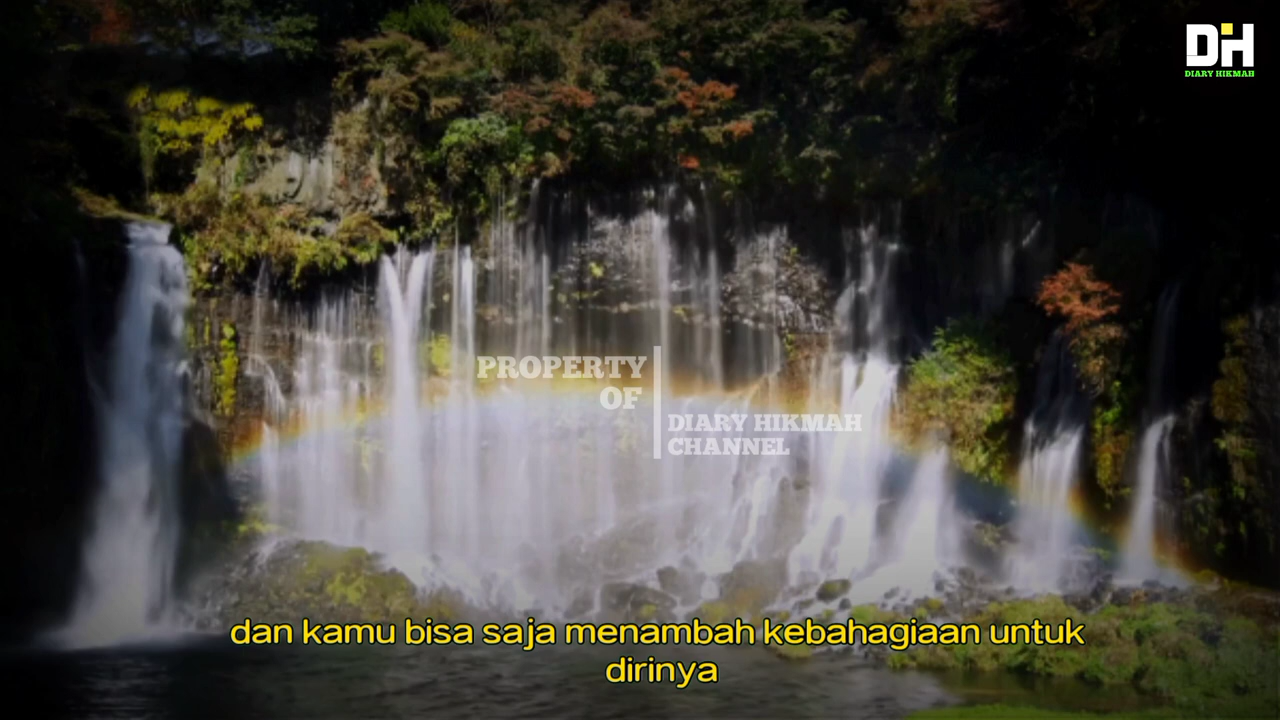 DH
DIARY HIKMAH
PROPERTY
OF
DIARY HIKMAH
CHANNEL
dan kamu bisa saja menambah kebahagiaan untuk
dirinya